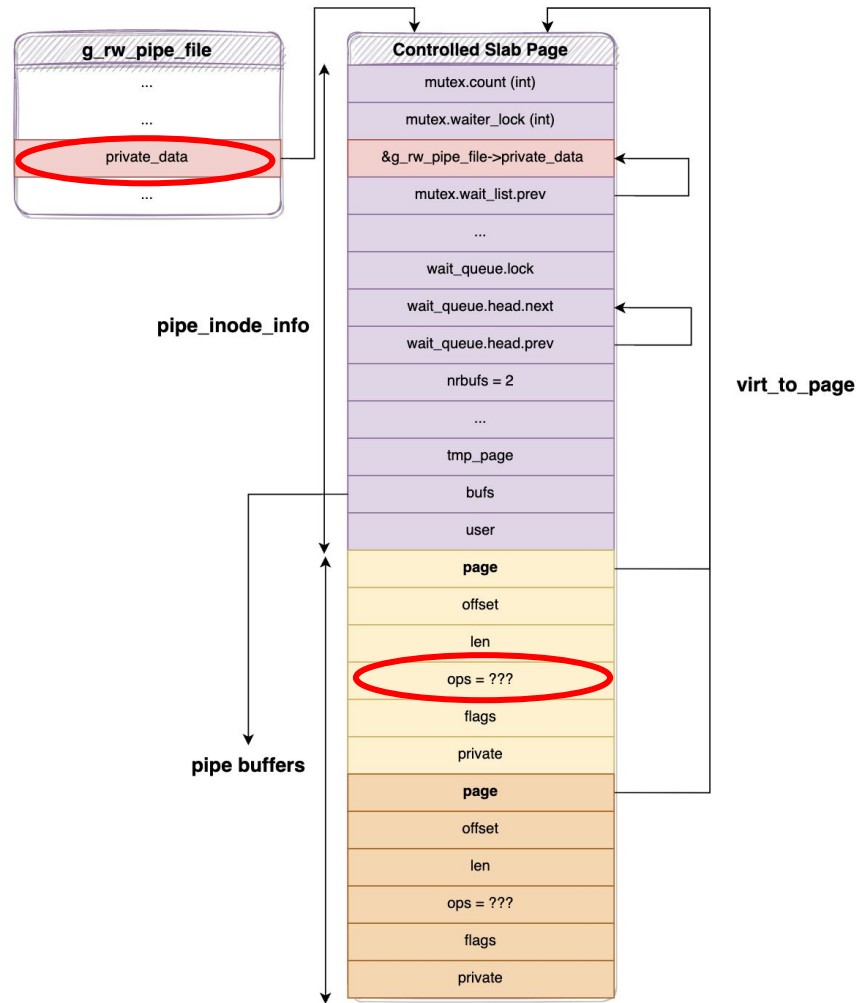 g_rw_pipe_file
...
...
private_data
...
Controlled Slab Page
mutex.count (int)
mutex.waiter_lock (int)
&g_rw_pipe_file->private_data
mutex.wait_list.prev
...
wait_queue.lock
wait_queue.head.next
wait_queue.head.prev
nrbufs = 2
...
tmp_page
bufs
user
page
offset
len
ops = ???
flags
private
page
offset
len
ops = ???
flags
private
pipe_inode_info
pipe buffers
virt_to_page